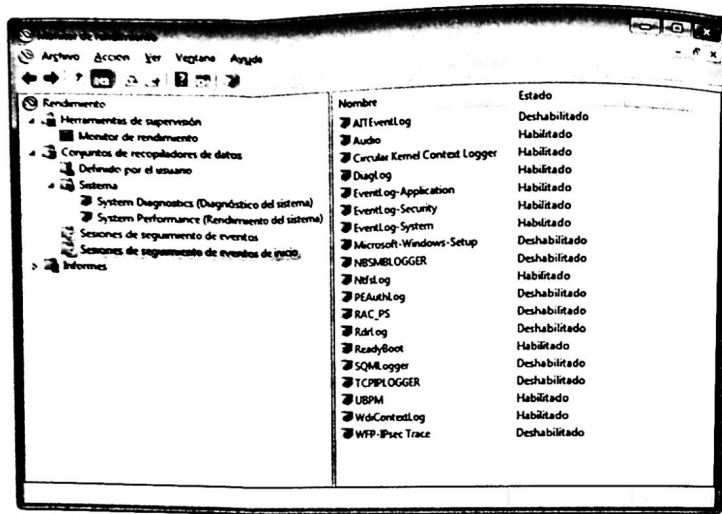 Monitor de rendimiento
Archivo Acción Ver Ventana Ayuda
Rendimiento
Herramientas de supervisión
Monitor de rendimiento
Conjuntos de recopiladores de datos
Definido por el usuario
Sistema
System Diagnostics (Diagnóstico del sistema)
System Performance (Rendimiento del sistema)
Sesiones de seguimiento de eventos
Sesiones de seguimiento de eventos de inicio
Informes
Nombre Estado
AITEventLog Deshabilitado
Audio Habilitado
Circular Kernel Context Logger Habilitado
DiagLog Habilitado
EventLog-Application Habilitado
EventLog-Security Habilitado
EventLog-System Habilitado
Microsoft-Windows-Setup Deshabilitado
NBSMBLOGGER Deshabilitado
NtfsLog Habilitado
PEAuthLog Deshabilitado
RAC_PS Deshabilitado
RdrLog Deshabilitado
ReadyBoot Habilitado
SQMLogger Deshabilitado
TCPIPLOGGER Deshabilitado
UBPM Habilitado
WdiContextLog Habilitado
WFP-IPsec Trace Deshabilitado